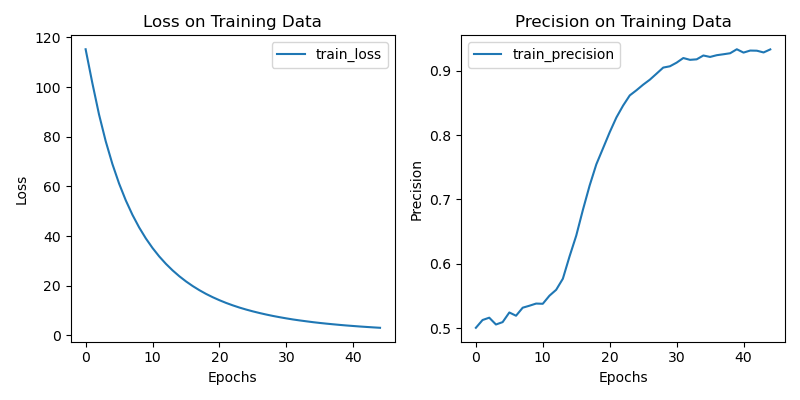 Loss on Training Data
train_loss
120
100
80
60
40
20
0
Loss
0 10 20 30 40
Epochs
Precision on Training Data
train_precision
0.9
0.8
0.7
0.6
0.5
Precision
0 10 20 30 40
Epochs